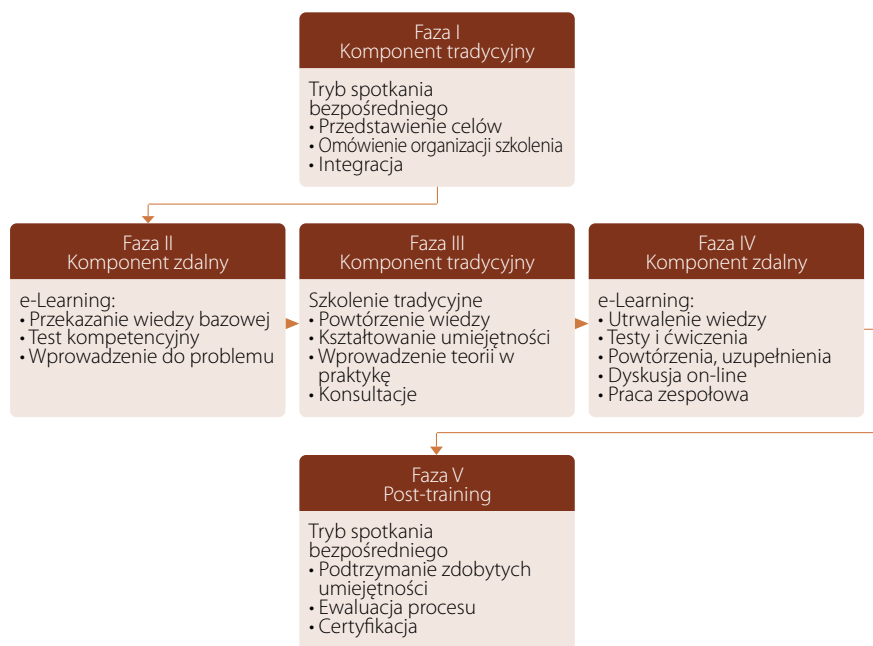 Faza I
Komponent tradycyjny
Tryb spotkania
bezpośredniego
• Przedstawienie celów
• Omówienie organizacji szkolenia
• Integracja
Faza II
Komponent zdalny
e-Learning:
• Przekazanie wiedzy bazowej
• Test kompetencyjny
• Wprowadzenie do problemu
Faza III
Komponent tradycyjny
Szkolenie tradycyjne
• Powtórzenie wiedzy
• Kształtowanie umiejętności
• Wprowadzenie teorii w
praktykę
• Konsultacje
Faza IV
Komponent zdalny
e-Learning:
• Utrwalenie wiedzy
• Testy i ćwiczenia
• Powtórzenia, uzupełnienia
• Dyskusja on-line
• Praca zespołowa
Faza V
Post-training
Tryb spotkania
bezpośredniego
• Podtrzymanie zdobytych
umiejętności
• Ewaluacja procesu
• Certyfikacja